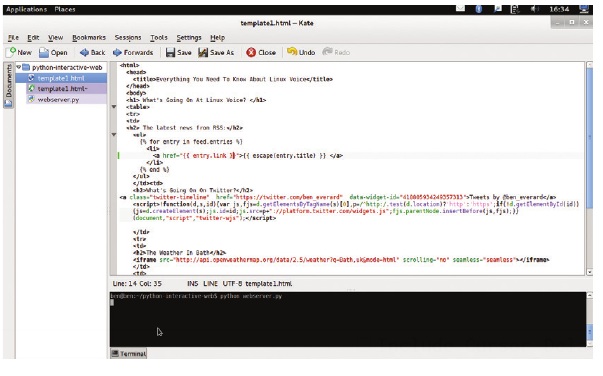 Applications Places
16:34
template1.html – Kate
File Edit View Bookmarks Sessions Tools Settings Help
New Open Back Forwards Save Save As Close Undo Redo
Documents
python-interactive-web
template1.html
template1.html~
webserver.py
<html>
<head>
<title>Everything You Need To Know About Linux Voice</title>
</head>
<body>
<h1> What's Going On At Linux Voice? </h1>
<table>
<tr>
<td>
<h2> The latest news from RSS:</h2>
<ol>
{% for entry in feed.entries %}
<li>
<a href="{{ entry.link }}">{{ escape(entry.title) }} </a>
</li>
{% end %}
</ul>
</td><td>
<h2>What's Going On On Twitter?</h2>
<a class="twitter-timeline" href="https://twitter.com/ben_everard" data-widget-id="410005934249357313">Tweets by @ben_everard</a>
<script>!function(d,s,id){var js,fjs=d.getElementsByTagName(s)[0],p=/^http:/.test(d.location)?'http':'https';if(!d.getElementById(id))
{js=d.createElement(s);js.id=id;js.src=p+"://platform.twitter.com/widgets.js";fjs.parentNode.insertBefore(js,fjs);}}
(document,"script","twitter-wjs");</script>
</td>
<tr>
<td>
<h2>The Weather In Bath</h2>
<iframe src="http://api.openweathermap.org/data/2.5/weather?q=Bath,uk&mode=html" scrolling="no" seamless="seamless"></iframe>
</td>
<td>
Line: 14 Col: 35 INS LINE UTF-8 template1.html
python-interactive-web$ python webserver.py
Terminal